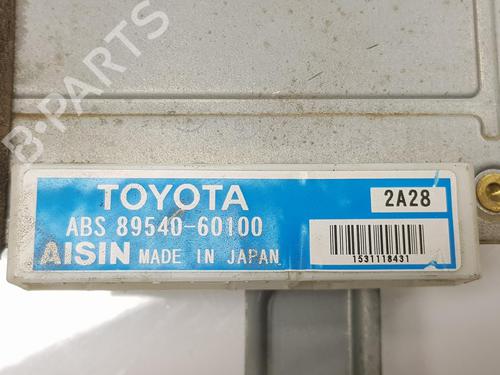 B-PARTS
TOYOTA
2A28
ABS 89540-60100
1531118431
AISIN MADE IN JAPAN